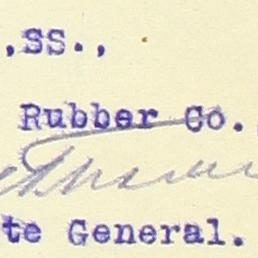 ,ss.,
Rubber Co.
te General.